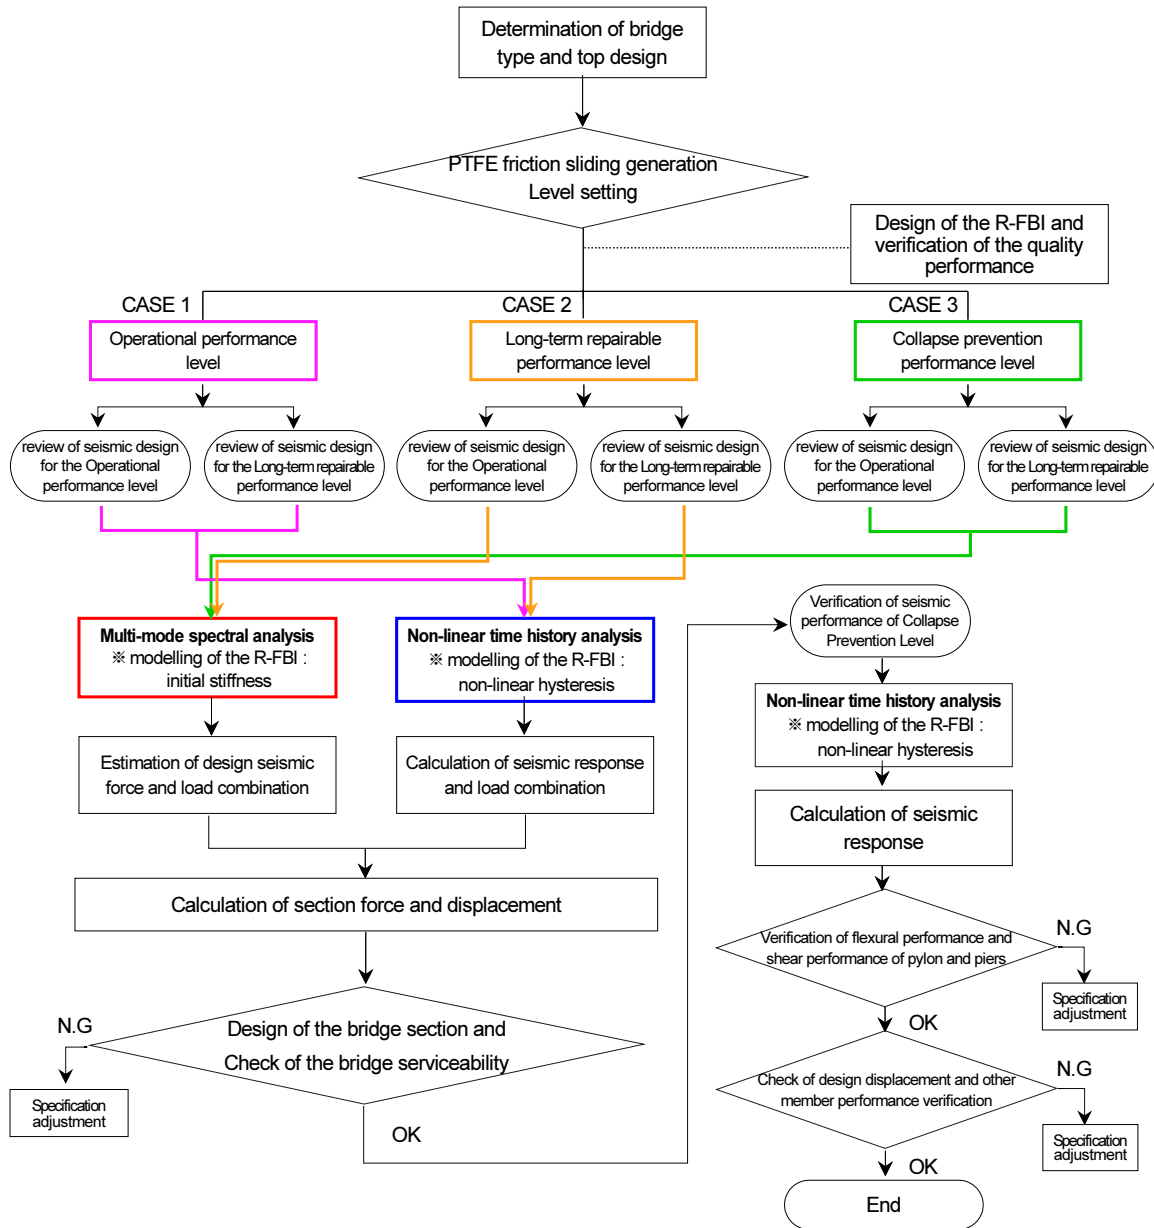 Determination of bridge
type and top design
PTFE friction sliding generation
Level setting
Design of the R-FBI and
verification of the quality
performance
CASE 1
CASE 2
CASE 3
Operational performance
level
Long-term repairable
performance level
Collapse prevention
performance level
review of seismic design
for the Operational
performance level
review of seismic design
for the Long-term repairable
performance level
review of seismic design
for the Operational
performance level
review of seismic design
for the Long-term repairable
performance level
review of seismic design
for the Operational
performance level
review of seismic design
for the Long-term repairable
performance level
Multi-mode spectral analysis
※ modelling of the R-FBI :
initial stiffness
Non-linear time history analysis
※ modelling of the R-FBI :
non-linear hysteresis
Verification of seismic
performance of Collapse
Prevention Level
Non-linear time history analysis
※ modelling of the R-FBI :
non-linear hysteresis
Estimation of design seismic
force and load combination
Calculation of seismic response
and load combination
Calculation of seismic
response
Calculation of section force and displacement
Verification of flexural performance and
shear performance of pylon and piers
N.G
Specification
adjustment
OK
Design of the bridge section and
Check of the bridge serviceability
N.G
Specification
adjustment
OK
Check of design displacement and other
member performance verification
N.G
Specification
adjustment
OK
End